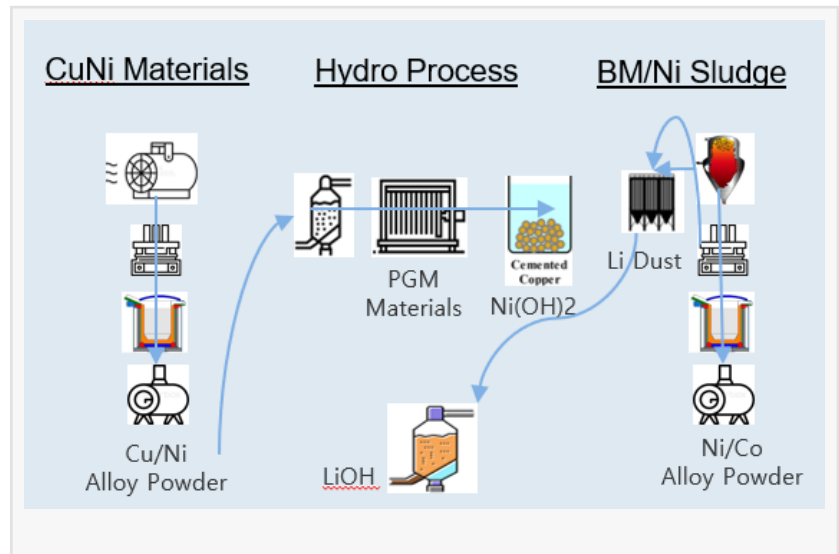 CuNi Materials
Hydro Process
BM/Ni Sludge
Cemented
Copper
Li Dust
PGM
Materials
Ni(OH)2
Cu/Ni
Alloy Powder
LiOH
Ni/Co
Alloy Powder